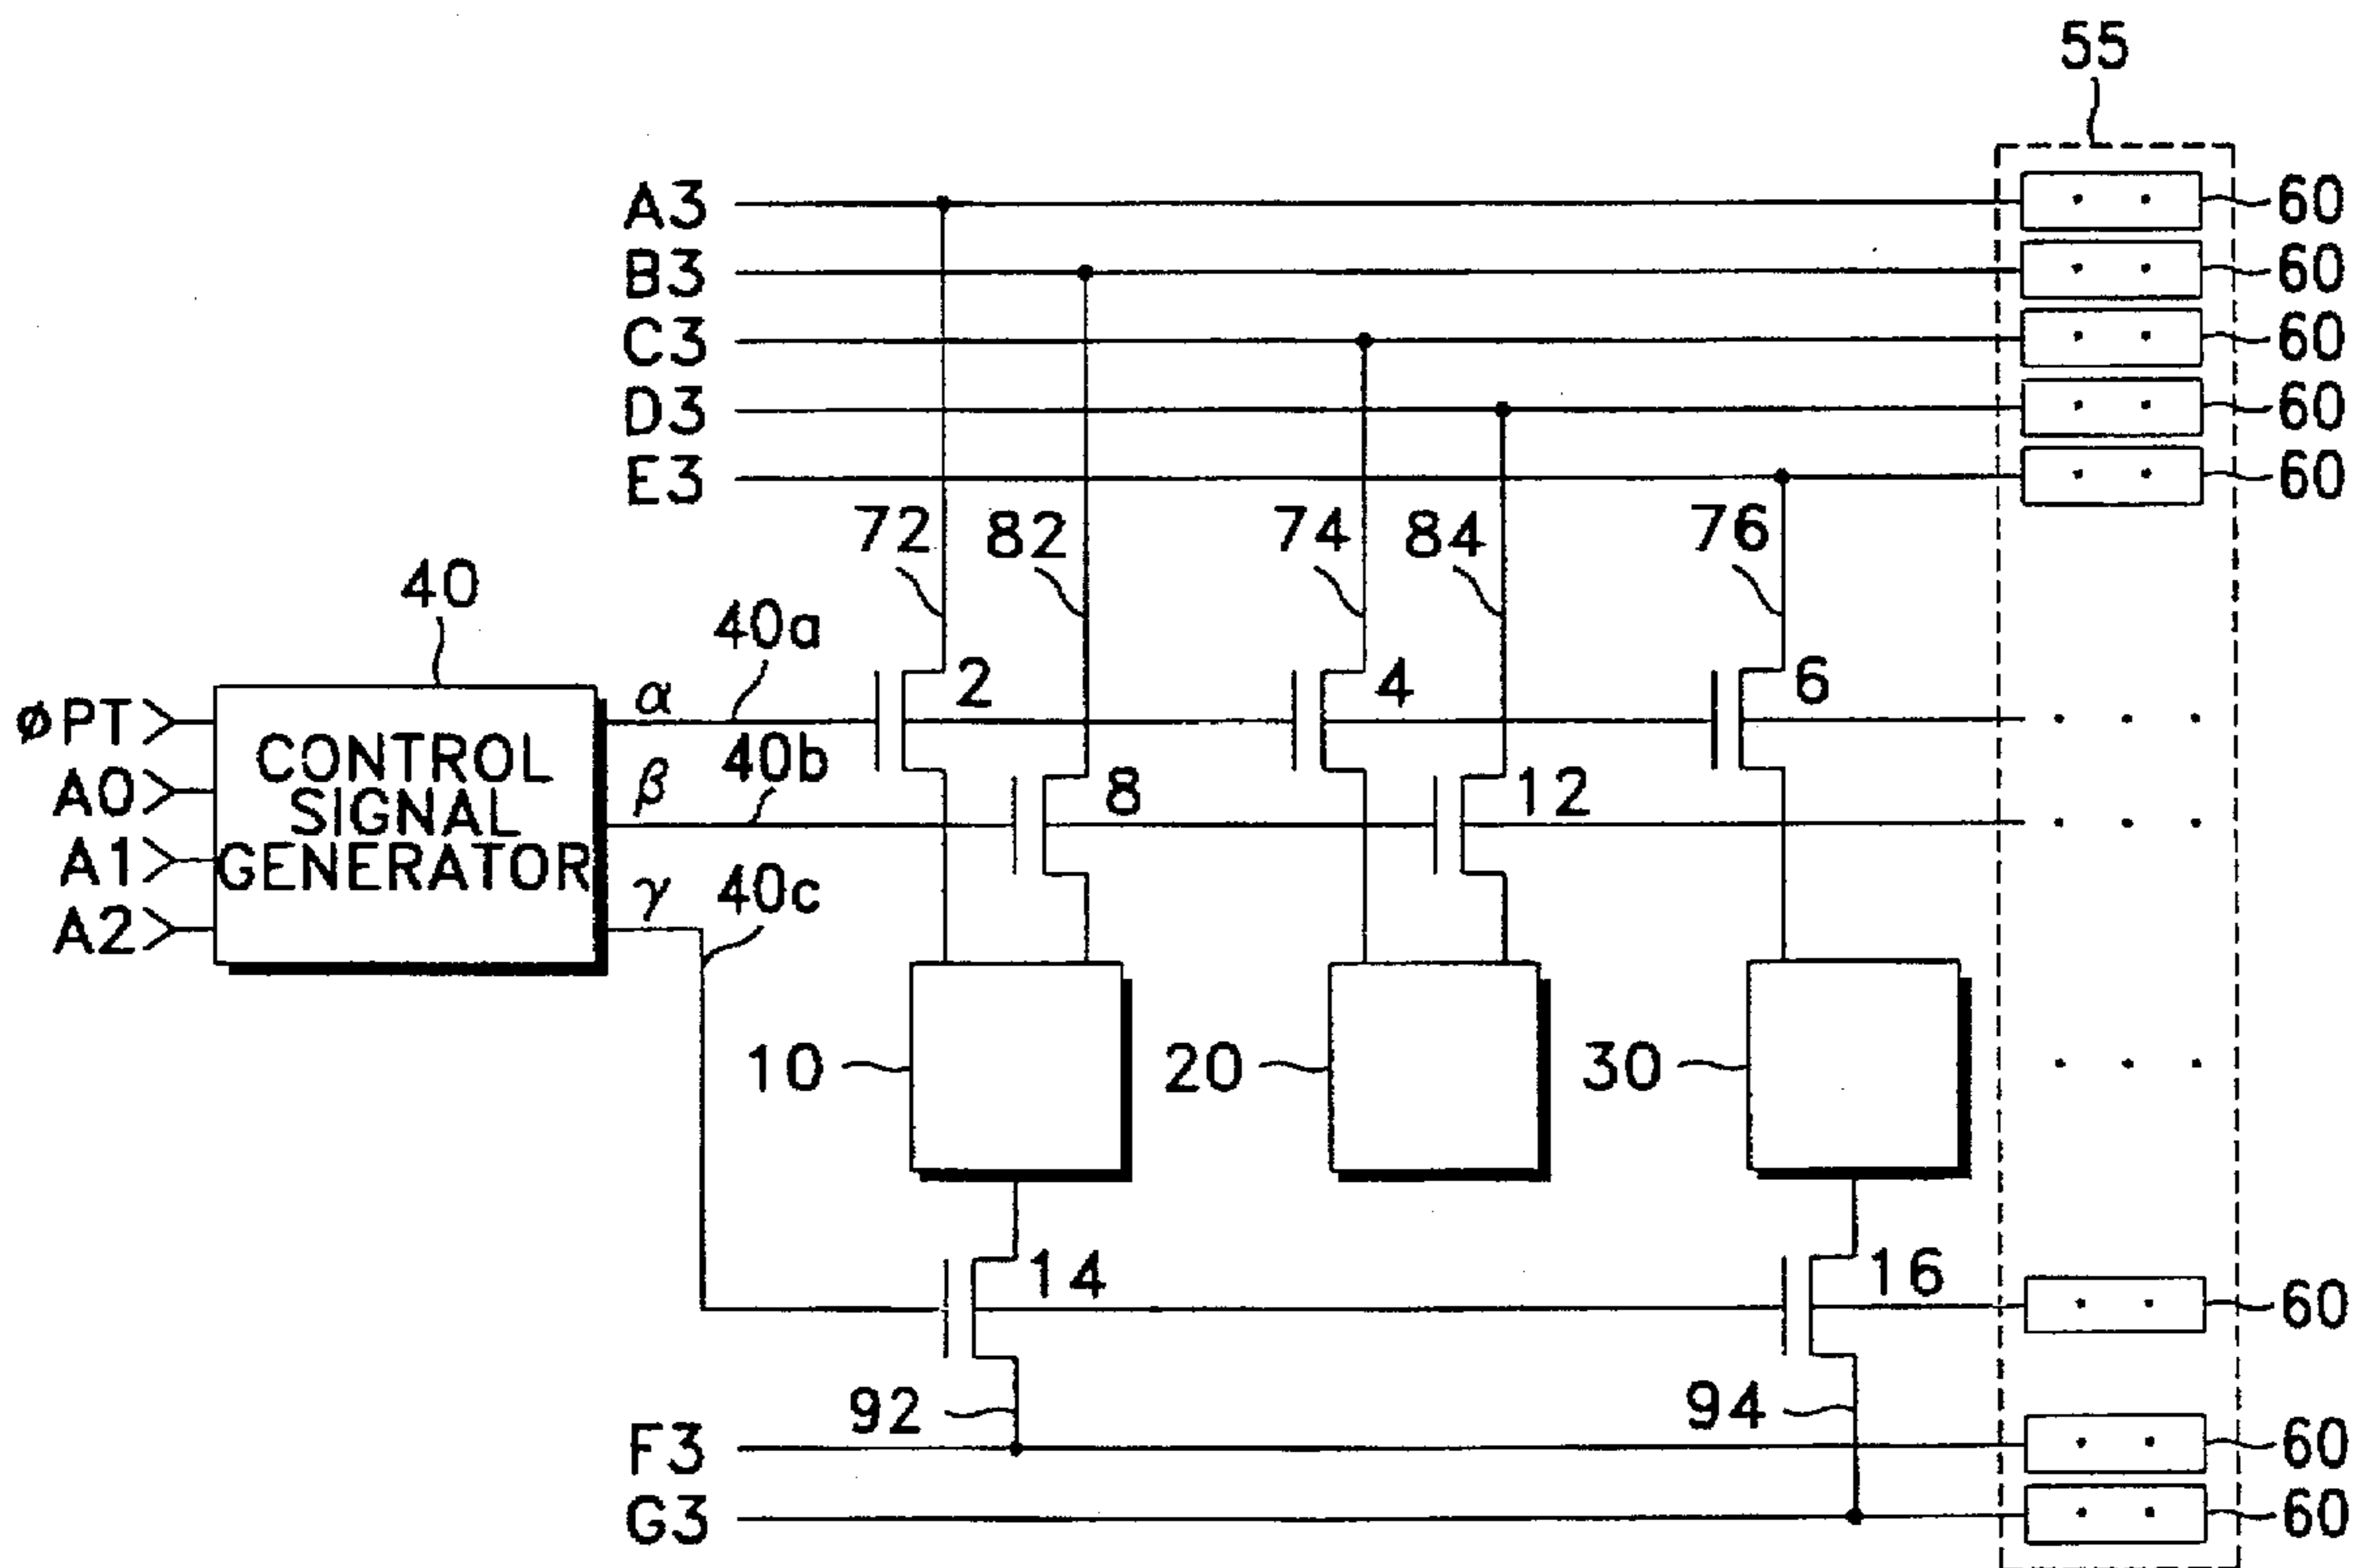 55
A3
60
B3
60
C3
60
D3
60
E3
60
72
82
74
84
76
40
40a
α
2
4
6
øPT
CONTROL
SIGNAL
GENERATOR
A0
A1
A2
β
40b
8
12
γ
40c
10
20
30
14
16
60
92
94
F3
60
G3
60